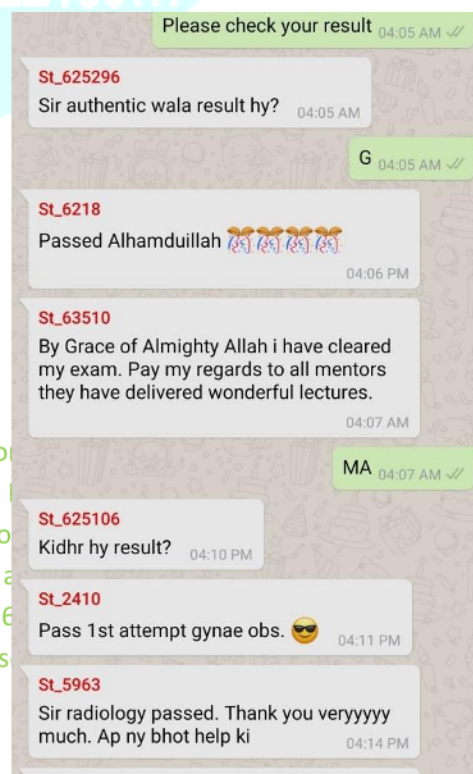 Please check your result 04:05 AM
St_625296
Sir authentic wala result hy? 04:05 AM
G 04:05 AM
St_6218
Passed Alhamduillah
04:06 PM
St_63510
By Grace of Almighty Allah i have cleared
my exam. Pay my regards to all mentors
they have delivered wonderful lectures.
04:07 AM
MA 04:07 AM
St_625106
Kidhr hy result? 04:10 PM
St_2410
Pass 1st attempt gynae obs. 04:11 PM
St_5963
Sir radiology passed. Thank you veryyyyy
much. Ap ny bhot help ki 04:14 PM